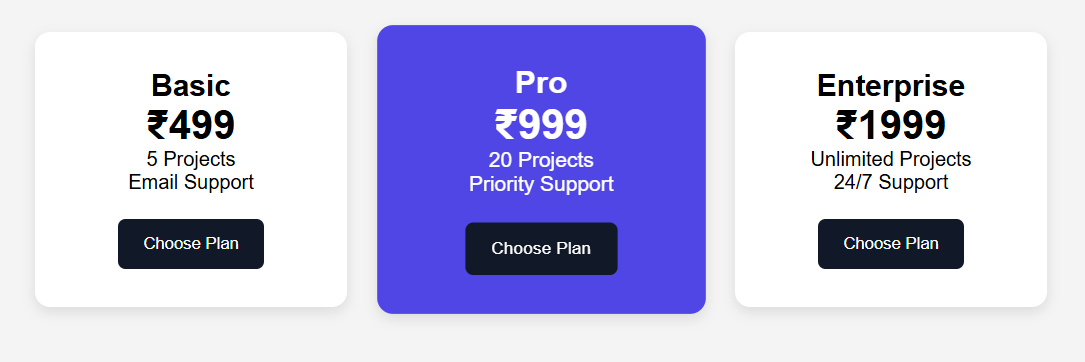 Basic
₹499
5 Projects
Email Support
Choose Plan
Pro
₹999
20 Projects
Priority Support
Choose Plan
Enterprise
₹1999
Unlimited Projects
24/7 Support
Choose Plan